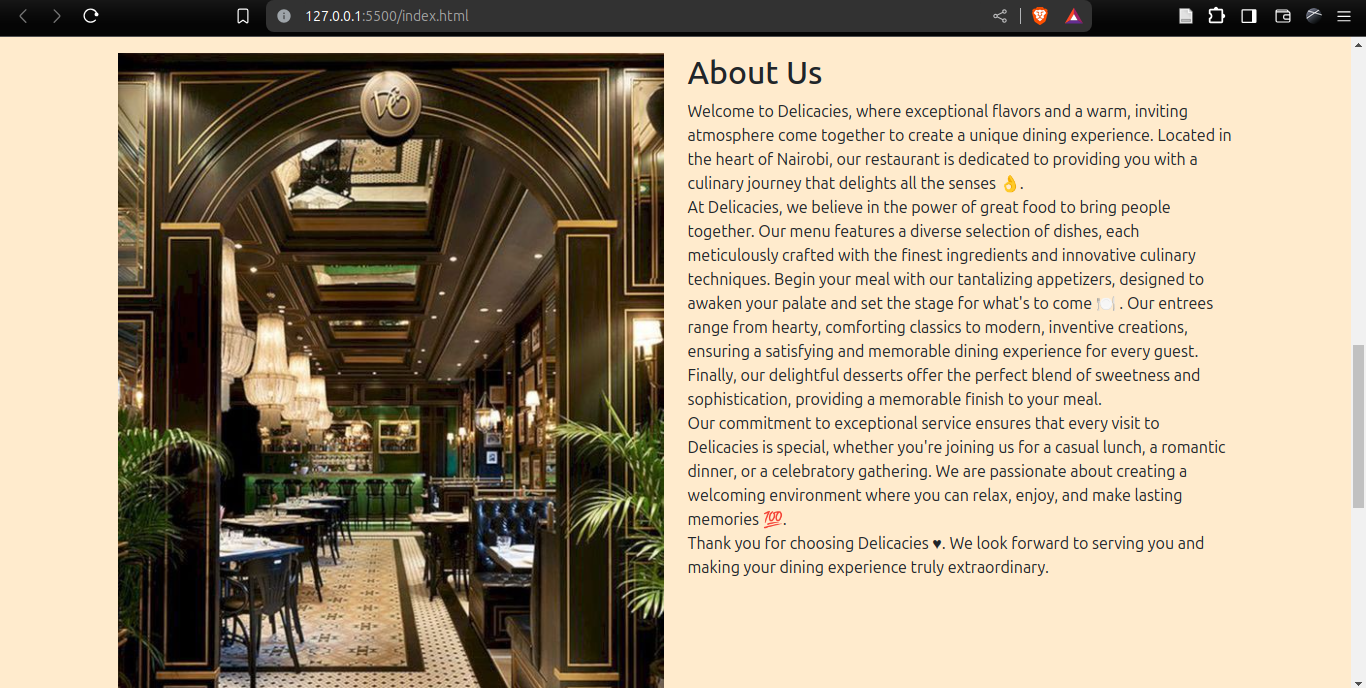 127.0.0.1:5500/index.html
About Us
Welcome to Delicacies, where exceptional flavors and a warm, inviting
atmosphere come together to create a unique dining experience. Located in
the heart of Nairobi, our restaurant is dedicated to providing you with a
culinary journey that delights all the senses 👌.
At Delicacies, we believe in the power of great food to bring people
together. Our menu features a diverse selection of dishes, each
meticulously crafted with the finest ingredients and innovative culinary
techniques. Begin your meal with our tantalizing appetizers, designed to
awaken your palate and set the stage for what's to come 🍽️ . Our entrees
range from hearty, comforting classics to modern, inventive creations,
ensuring a satisfying and memorable dining experience for every guest.
Finally, our delightful desserts offer the perfect blend of sweetness and
sophistication, providing a memorable finish to your meal.
Our commitment to exceptional service ensures that every visit to
Delicacies is special, whether you're joining us for a casual lunch, a romantic
dinner, or a celebratory gathering. We are passionate about creating a
welcoming environment where you can relax, enjoy, and make lasting
memories 💯.
Thank you for choosing Delicacies ♥. We look forward to serving you and
making your dining experience truly extraordinary.